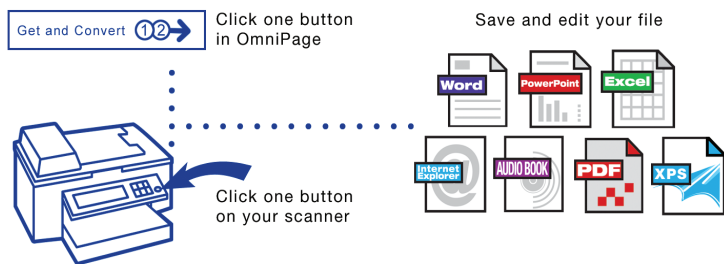 Get and Convert 12
Click one button
in OmniPage
Click one button
on your scanner
Save and edit your file
Word
PowerPoint
Excel
Internet
Explorer
AUDIO BOOK
PDF
XPS